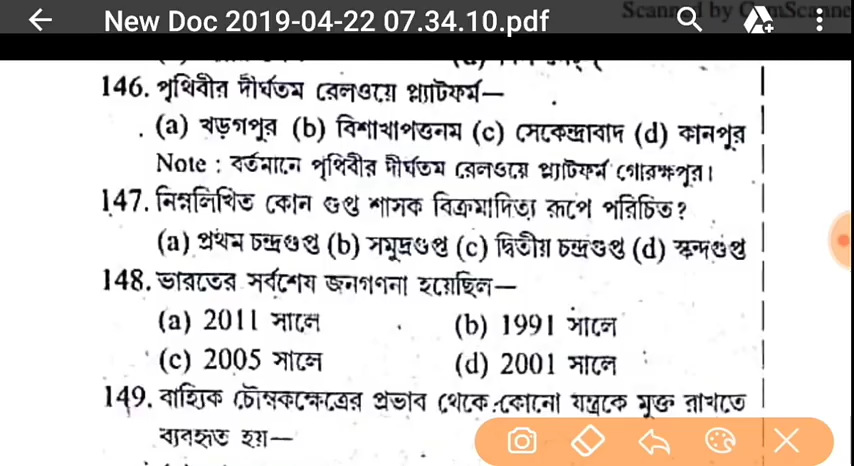 New Doc 2019-04-22 07.34.10.pdf
Scanned by CamScanne
146. পৃথিবীর দীর্ঘতম রেলওয়ে প্ল্যাটফর্ম—
(a) খড়গপুর (b) বিশাখাপত্তনম (c) সেকেন্দ্রাবাদ (d) কানপুর
Note : বর্তমানে পৃথিবীর দীর্ঘতম রেলওয়ে প্ল্যাটফর্ম গোরক্ষপুর।
147. নিম্নলিখিত কোন গুপ্ত শাসক বিক্রমাদিত্য রূপে পরিচিত?
(a) প্রথম চন্দ্রগুপ্ত (b) সমুদ্রগুপ্ত (c) দ্বিতীয় চন্দ্রগুপ্ত (d) স্কন্দগুপ্ত
148. ভারতের সর্বশেষ জনগণনা হয়েছিল—
(a) 2011 সালে (b) 1991 সালে
(c) 2005 সালে (d) 2001 সালে
149. বাহ্যিক চৌম্বকক্ষেত্রের প্রভাব থেকে কোনো যন্ত্রকে মুক্ত রাখতে
ব্যবহৃত হয়—